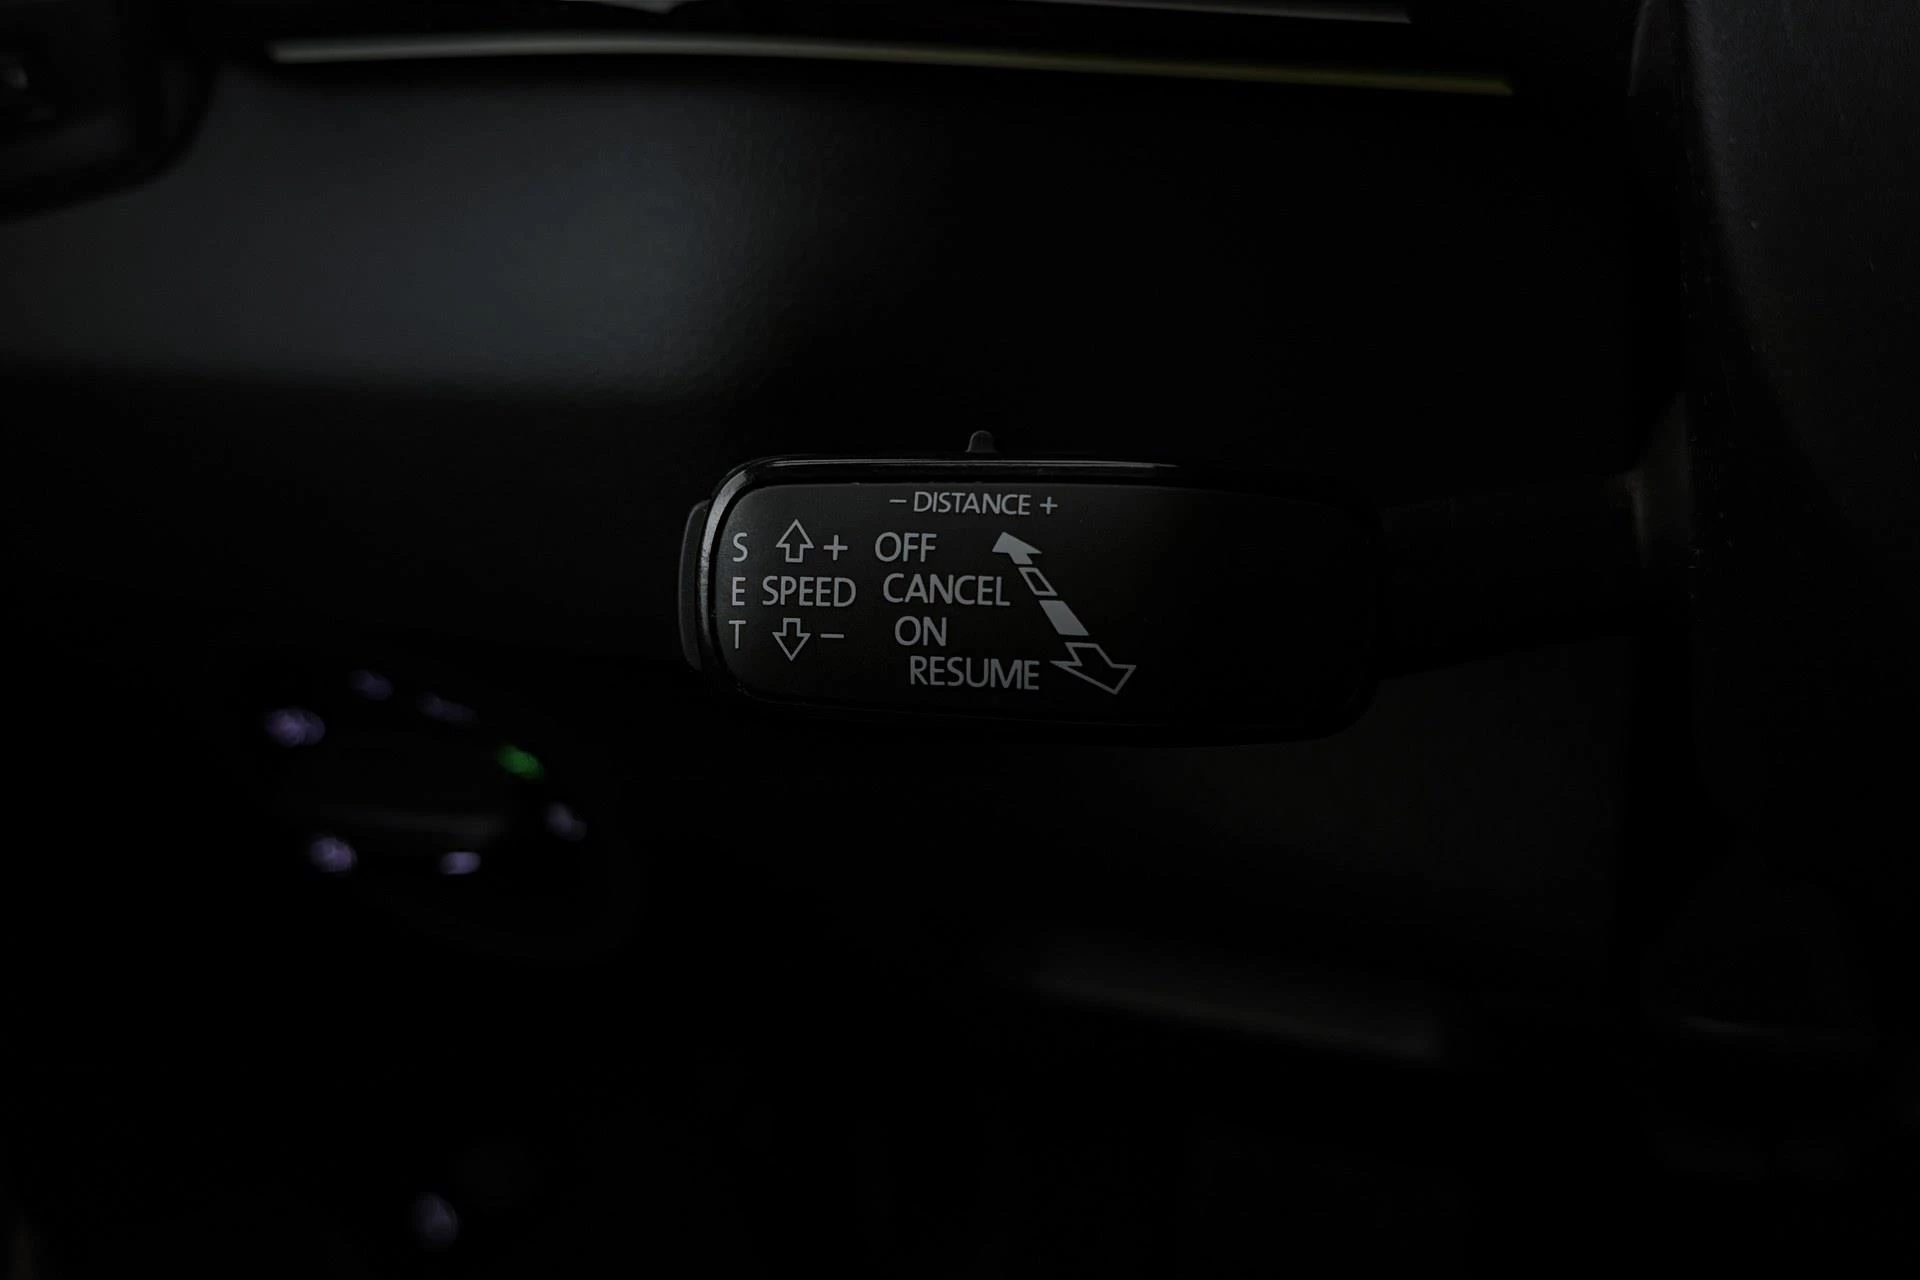 − DISTANCE +
S + OFF
E SPEED CANCEL
T − ON
RESUME